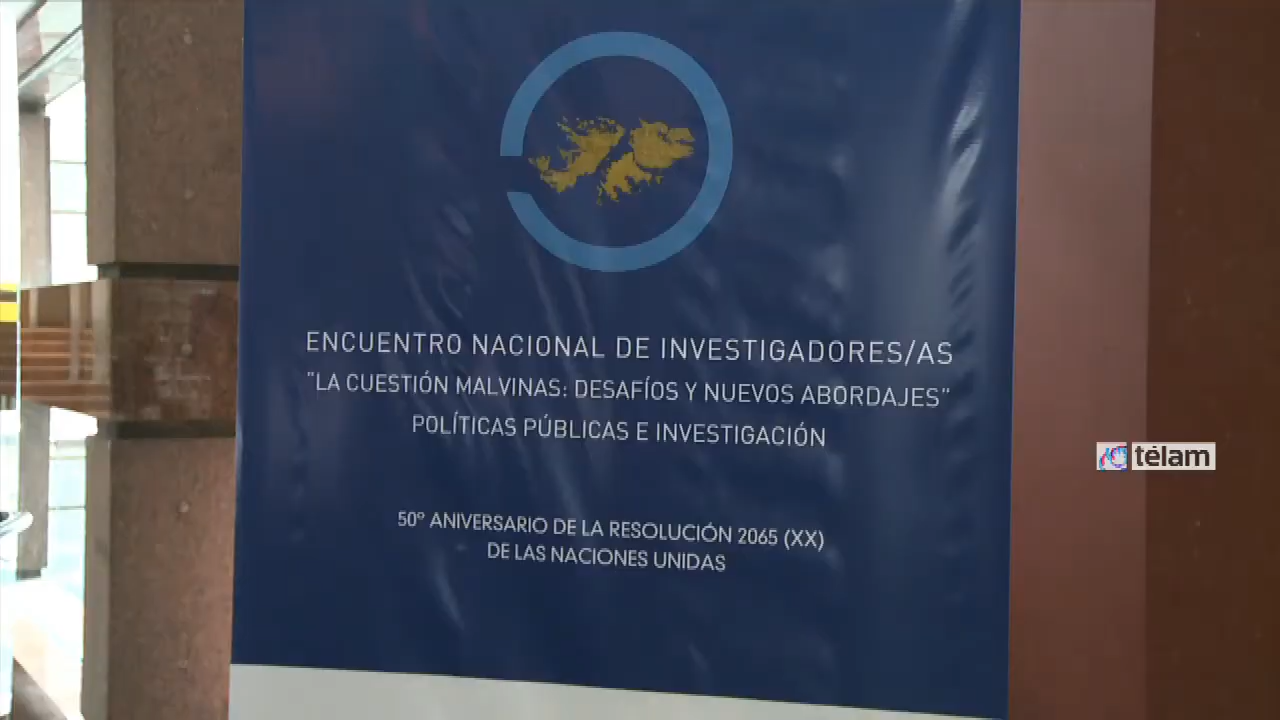 ENCUENTRO NACIONAL DE INVESTIGADORES/AS
"LA CUESTIÓN MALVINAS: DESAFÍOS Y NUEVOS ABORDAJES"
POLÍTICAS PÚBLICAS E INVESTIGACIÓN
50º ANIVERSARIO DE LA RESOLUCIÓN 2065 (XX)
DE LAS NACIONES UNIDAS
télam